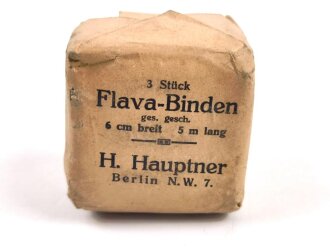 3 Stück
Flava-Binden
ges. gesch.
6 cm breit 5 m lang
H. Hauptner
Berlin N.W. 7.